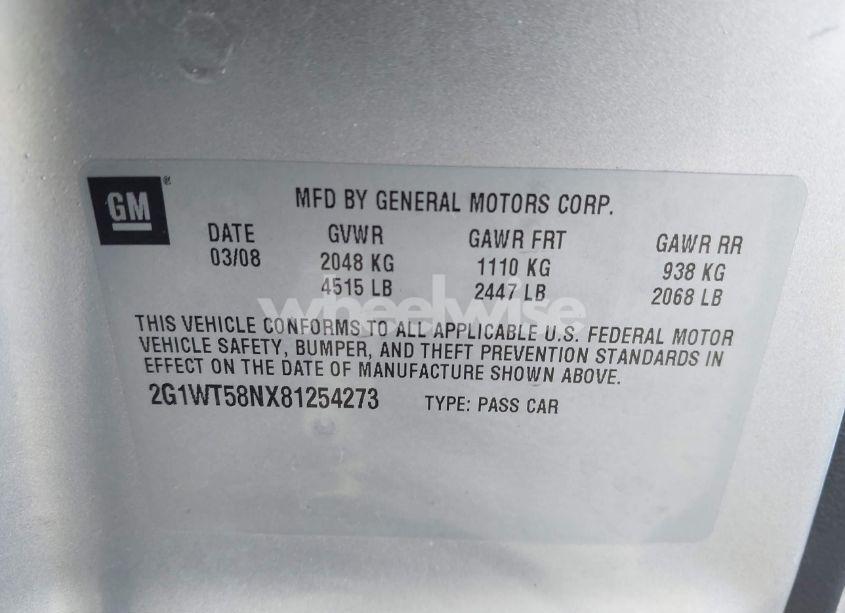 GM®
MFD BY GENERAL MOTORS CORP.
DATE GVWR GAWR FRT GAWR RR
03/08 2048 KG 1110 KG 938 KG
4515 LB 2447 LB 2068 LB
wheelwise
THIS VEHICLE CONFORMS TO ALL APPLICABLE U.S. FEDERAL MOTOR
VEHICLE SAFETY, BUMPER, AND THEFT PREVENTION STANDARDS IN
EFFECT ON THE DATE OF MANUFACTURE SHOWN ABOVE.
2G1WT58NX81254273 TYPE: PASS CAR